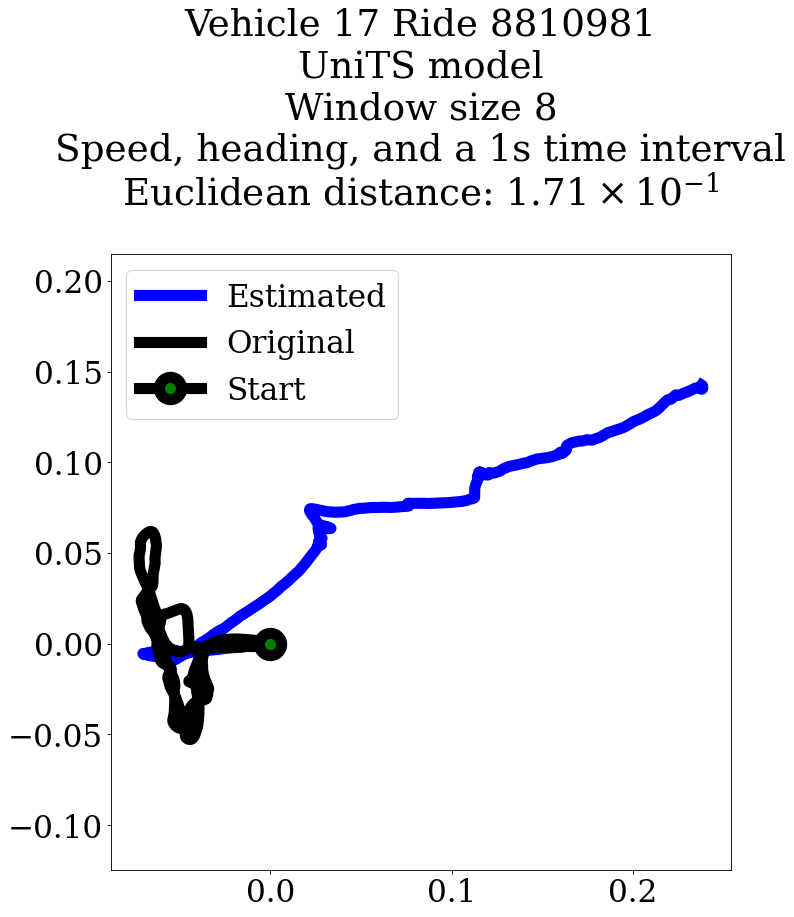 Vehicle 17 Ride 8810981
UniTS model
Window size 8
Speed, heading, and a 1s time interval
Euclidean distance: 1.71 × 10⁻¹
Estimated
Original
Start
0.20
0.15
0.10
0.05
0.00
−0.05
−0.10
0.0 0.1 0.2